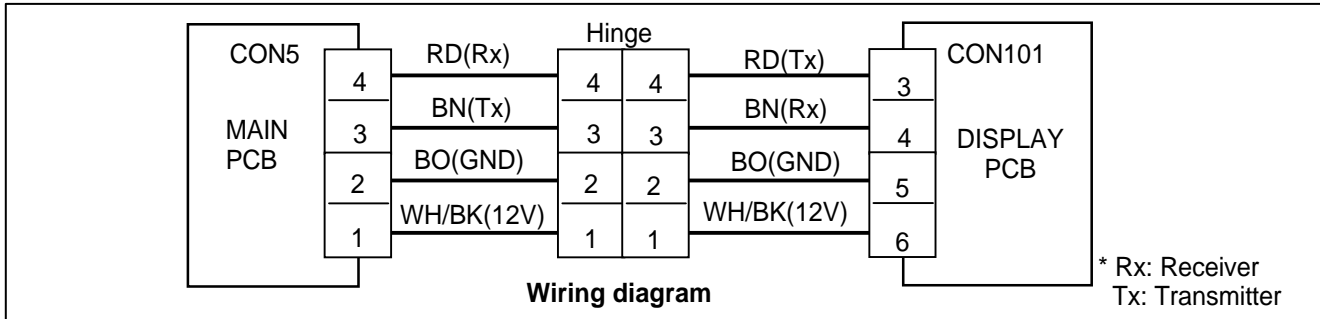 Hinge
CON5 RD(Rx) RD(Tx) CON101
4 4 4 3
BN(Tx) BN(Rx)
MAIN 3 3 3 4 DISPLAY
PCB BO(GND) BO(GND) PCB
2 2 2 5
WH/BK(12V) WH/BK(12V)
1 1 1 6
* Rx: Receiver
Wiring diagram Tx: Transmitter